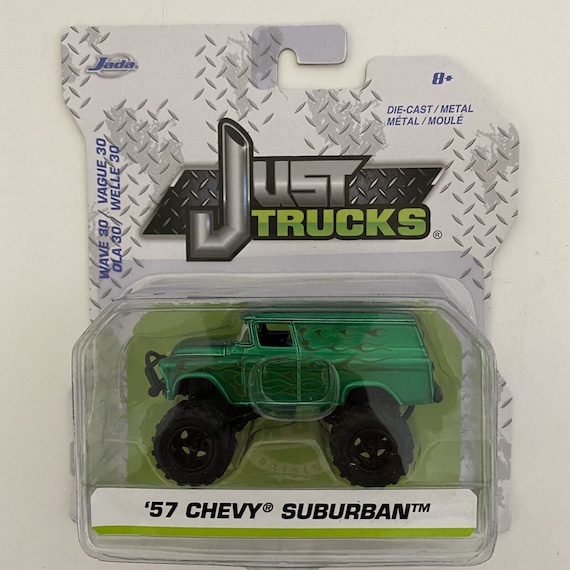 Jada
8+
DIE-CAST / METAL
MÉTAL / MOULÉ
WAVE 30 / VAGUE 30
OLA 30 / WELLE 30
JUST
TRUCKS®
'57 CHEVY® SUBURBAN™